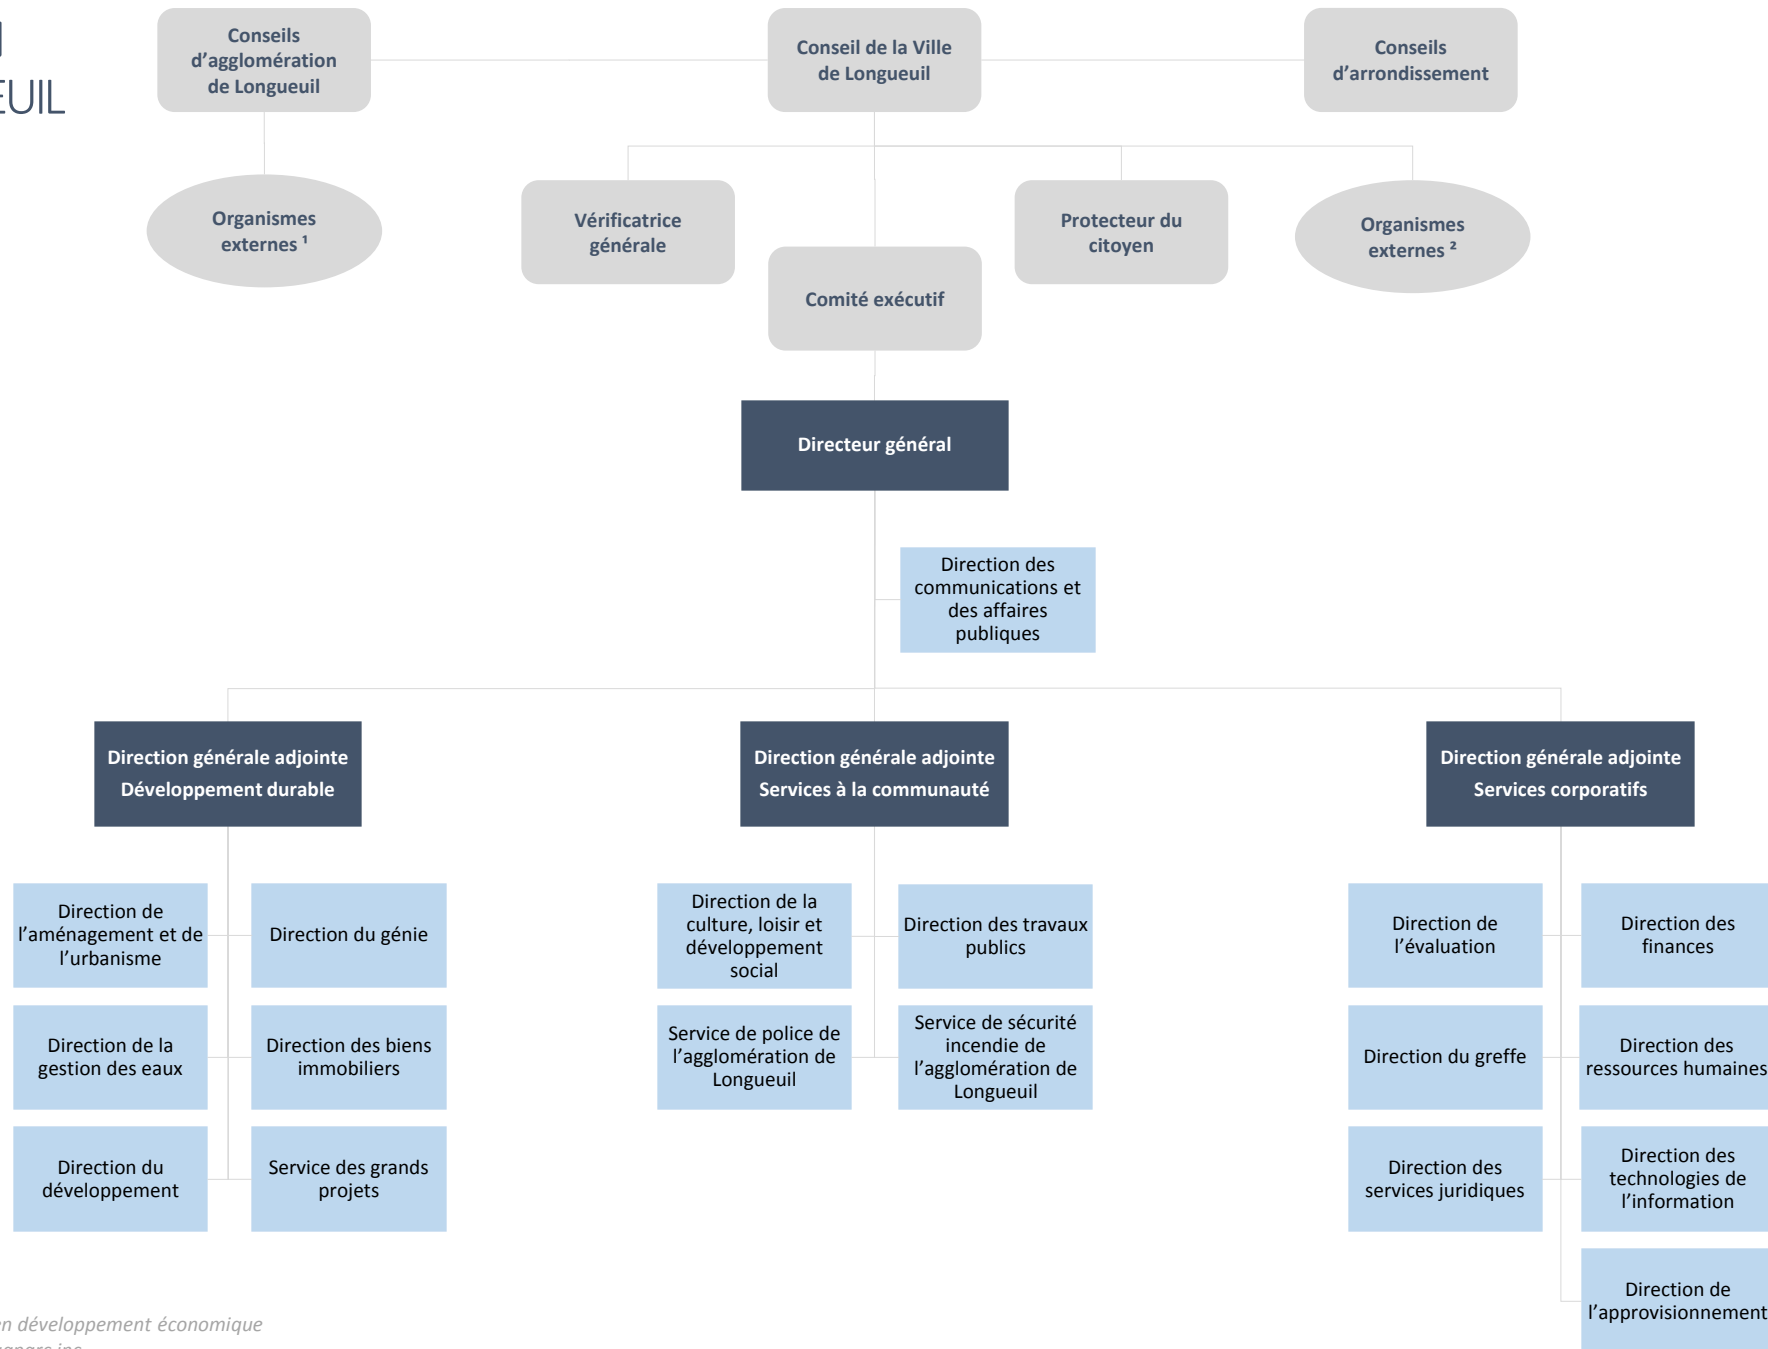 EUIL
Conseils
d’agglomération
de Longueuil
Conseil de la Ville
de Longueuil
Conseils
d’arrondissement
Organismes
externes ¹
Vérificatrice
générale
Protecteur du
citoyen
Organismes
externes ²
Comité exécutif
Directeur général
Direction des
communications et
des affaires
publiques
Direction générale adjointe
Développement durable
Direction générale adjointe
Services à la communauté
Direction générale adjointe
Services corporatifs
Direction de
l’aménagement et de
l’urbanisme
Direction du génie
Direction de la
culture, loisir et
développement
social
Direction des travaux
publics
Direction de
l’évaluation
Direction des
finances
Direction de la
gestion des eaux
Direction des biens
immobiliers
Service de police de
l’agglomération de
Longueuil
Service de sécurité
incendie de
l’agglomération de
Longueuil
Direction du greffe
Direction des
ressources humaines
Direction du
développement
Service des grands
projets
Direction des
services juridiques
Direction des
technologies de
l’information
Direction de
l’approvisionnement
en développement économique